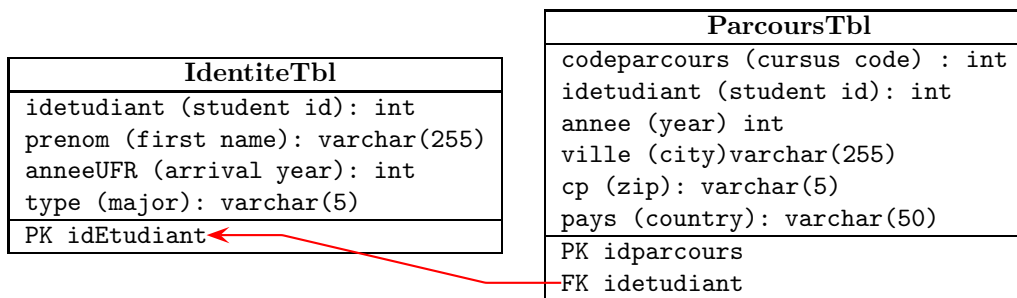 IdentiteTbl
idetudiant (student id): int
prenom (first name): varchar(255)
anneeUFR (arrival year): int
type (major): varchar(5)
PK idEtudiant
ParcoursTbl
codeparcours (cursus code) : int
idetudiant (student id): int
annee (year) int
ville (city)varchar(255)
cp (zip): varchar(5)
pays (country): varchar(50)
PK idparcours
FK idetudiant